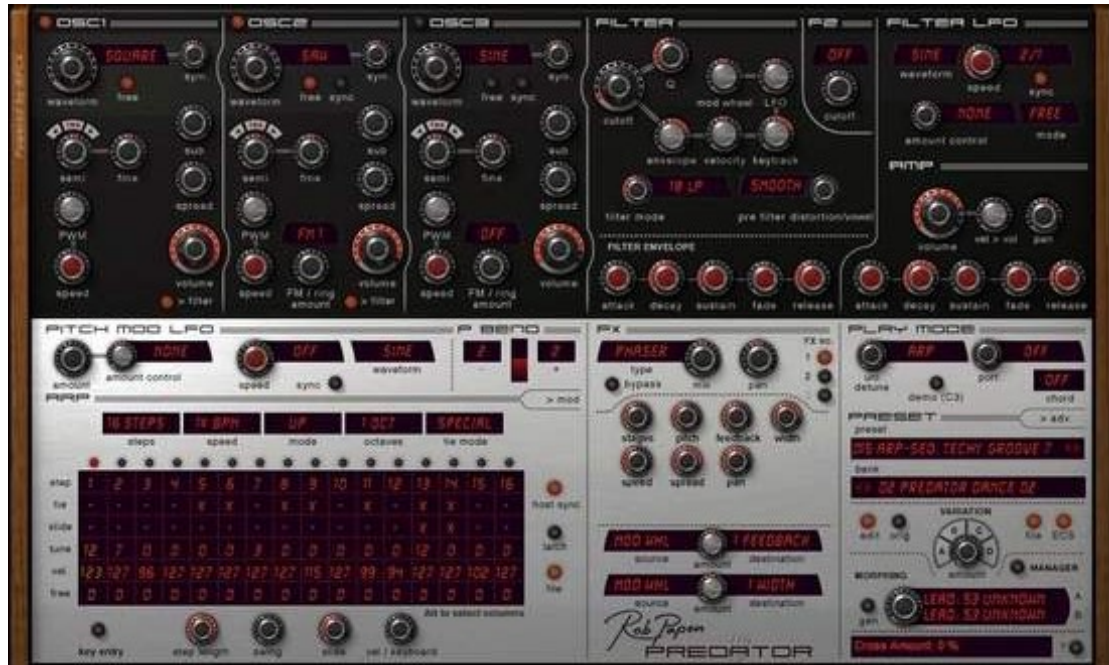 OSC1
SQUARE
sym
waveform
free
semi
fine
sub
spread
PWM
speed
volume
> filter
OSC2
SAW
sym
waveform
free sync
semi
fine
sub
spread
PWM
FM 1
speed
FM / ring
amount
volume
> filter
OSC3
SINE
sym
waveform
free sync
semi
fine
sub
spread
PWM
OFF
speed
FM / ring
amount
volume
FILTER
Q
cutoff
mod wheel LFO
envelope velocity keytrack
18 LP SMOOTH
filter mode pre filter distortion/vowel
FILTER ENVELOPE
attack decay sustain fade release
F2
OFF
cutoff
FILTER LFO
SINE 2/1
waveform speed sync
NONE FREE
amount control mode
AMP
volume vel > vol pan
attack decay sustain fade release
PITCH MOD LFO
NONE OFF SINE
amount amount control speed sync waveform
P BEND
2 2
- +
ARP
> mod
16 STEPS UP 1 OCT SPECIAL
steps speed mode octaves tie mode
step 1 2 3 4 5 6 7 8 9 10 11 12 13 14 15 16
tie
slide
tune 12 7 0 0 0 0 0 3 0 0 0 0 12 0 0 0
vel 123 127 96 127 127 127 127 127 115 127 99 94 127 127 102 127
free 0 0 0 0 0 0 0 0 0 0 0 0 0 0 0 0
host sync
latch
Alt to select columns
key entry step length swing slide vel / keyboard
FX
FX no.
PHASER
type
bypass mix pan
1
2
stages pitch feedback width
speed spread pan
MOD WHL 1 FEEDBACK
source amount destination
MOD WHL 1 WIDTH
source amount destination
Rob Papen
PREDATOR
PLAY MODE
ARP OFF
uni
detune
port
demo (C3)
OFF
chord
PRESET
> adv.
preset
ARP-SEQ TECHY GROOVE 7
bank
02 PREDATOR DANCE 02
VARIATION
edit orig
A B C D
amount
file ECS
MANAGER
MORPHING
gen
LEAD 53 UNKNOWN A
LEAD 53 UNKNOWN B
Cross Amount: 0 %
?